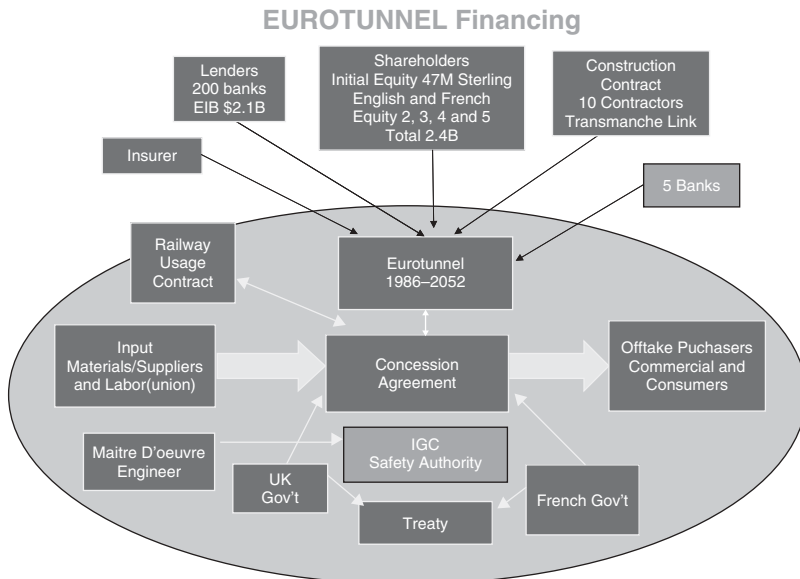 EUROTUNNEL Financing
Lenders
200 banks
EIB $2.1B
Shareholders
Initial Equity 47M Sterling
English and French
Equity 2, 3, 4 and 5
Total 2.4B
Construction
Contract
10 Contractors
Transmanche Link
Insurer
5 Banks
Railway
Usage
Contract
Eurotunnel
1986–2052
Input
Materials/Suppliers
and Labor(union)
Concession
Agreement
Offtake Puchasers
Commercial and
Consumers
Maitre D'oeuvre
Engineer
IGC
Safety Authority
UK
Gov't
French Gov't
Treaty